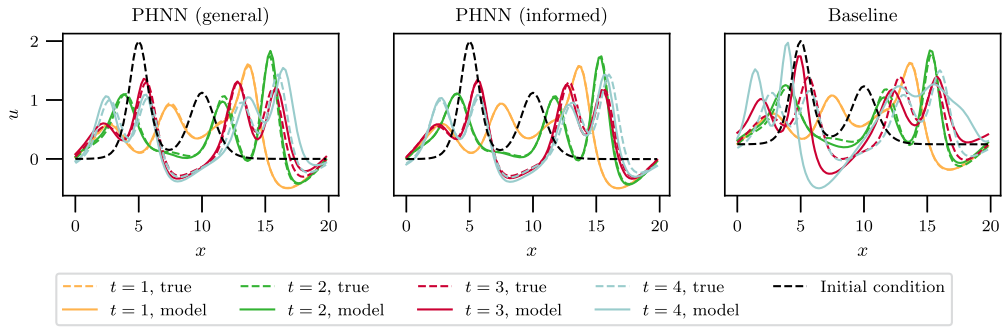 PHNN (general) PHNN (informed) Baseline
2
1
0
u
0 5 10 15 20 0 5 10 15 20 0 5 10 15 20
x x x
t = 1, true t = 2, true t = 3, true t = 4, true Initial condition
t = 1, model t = 2, model t = 3, model t = 4, model